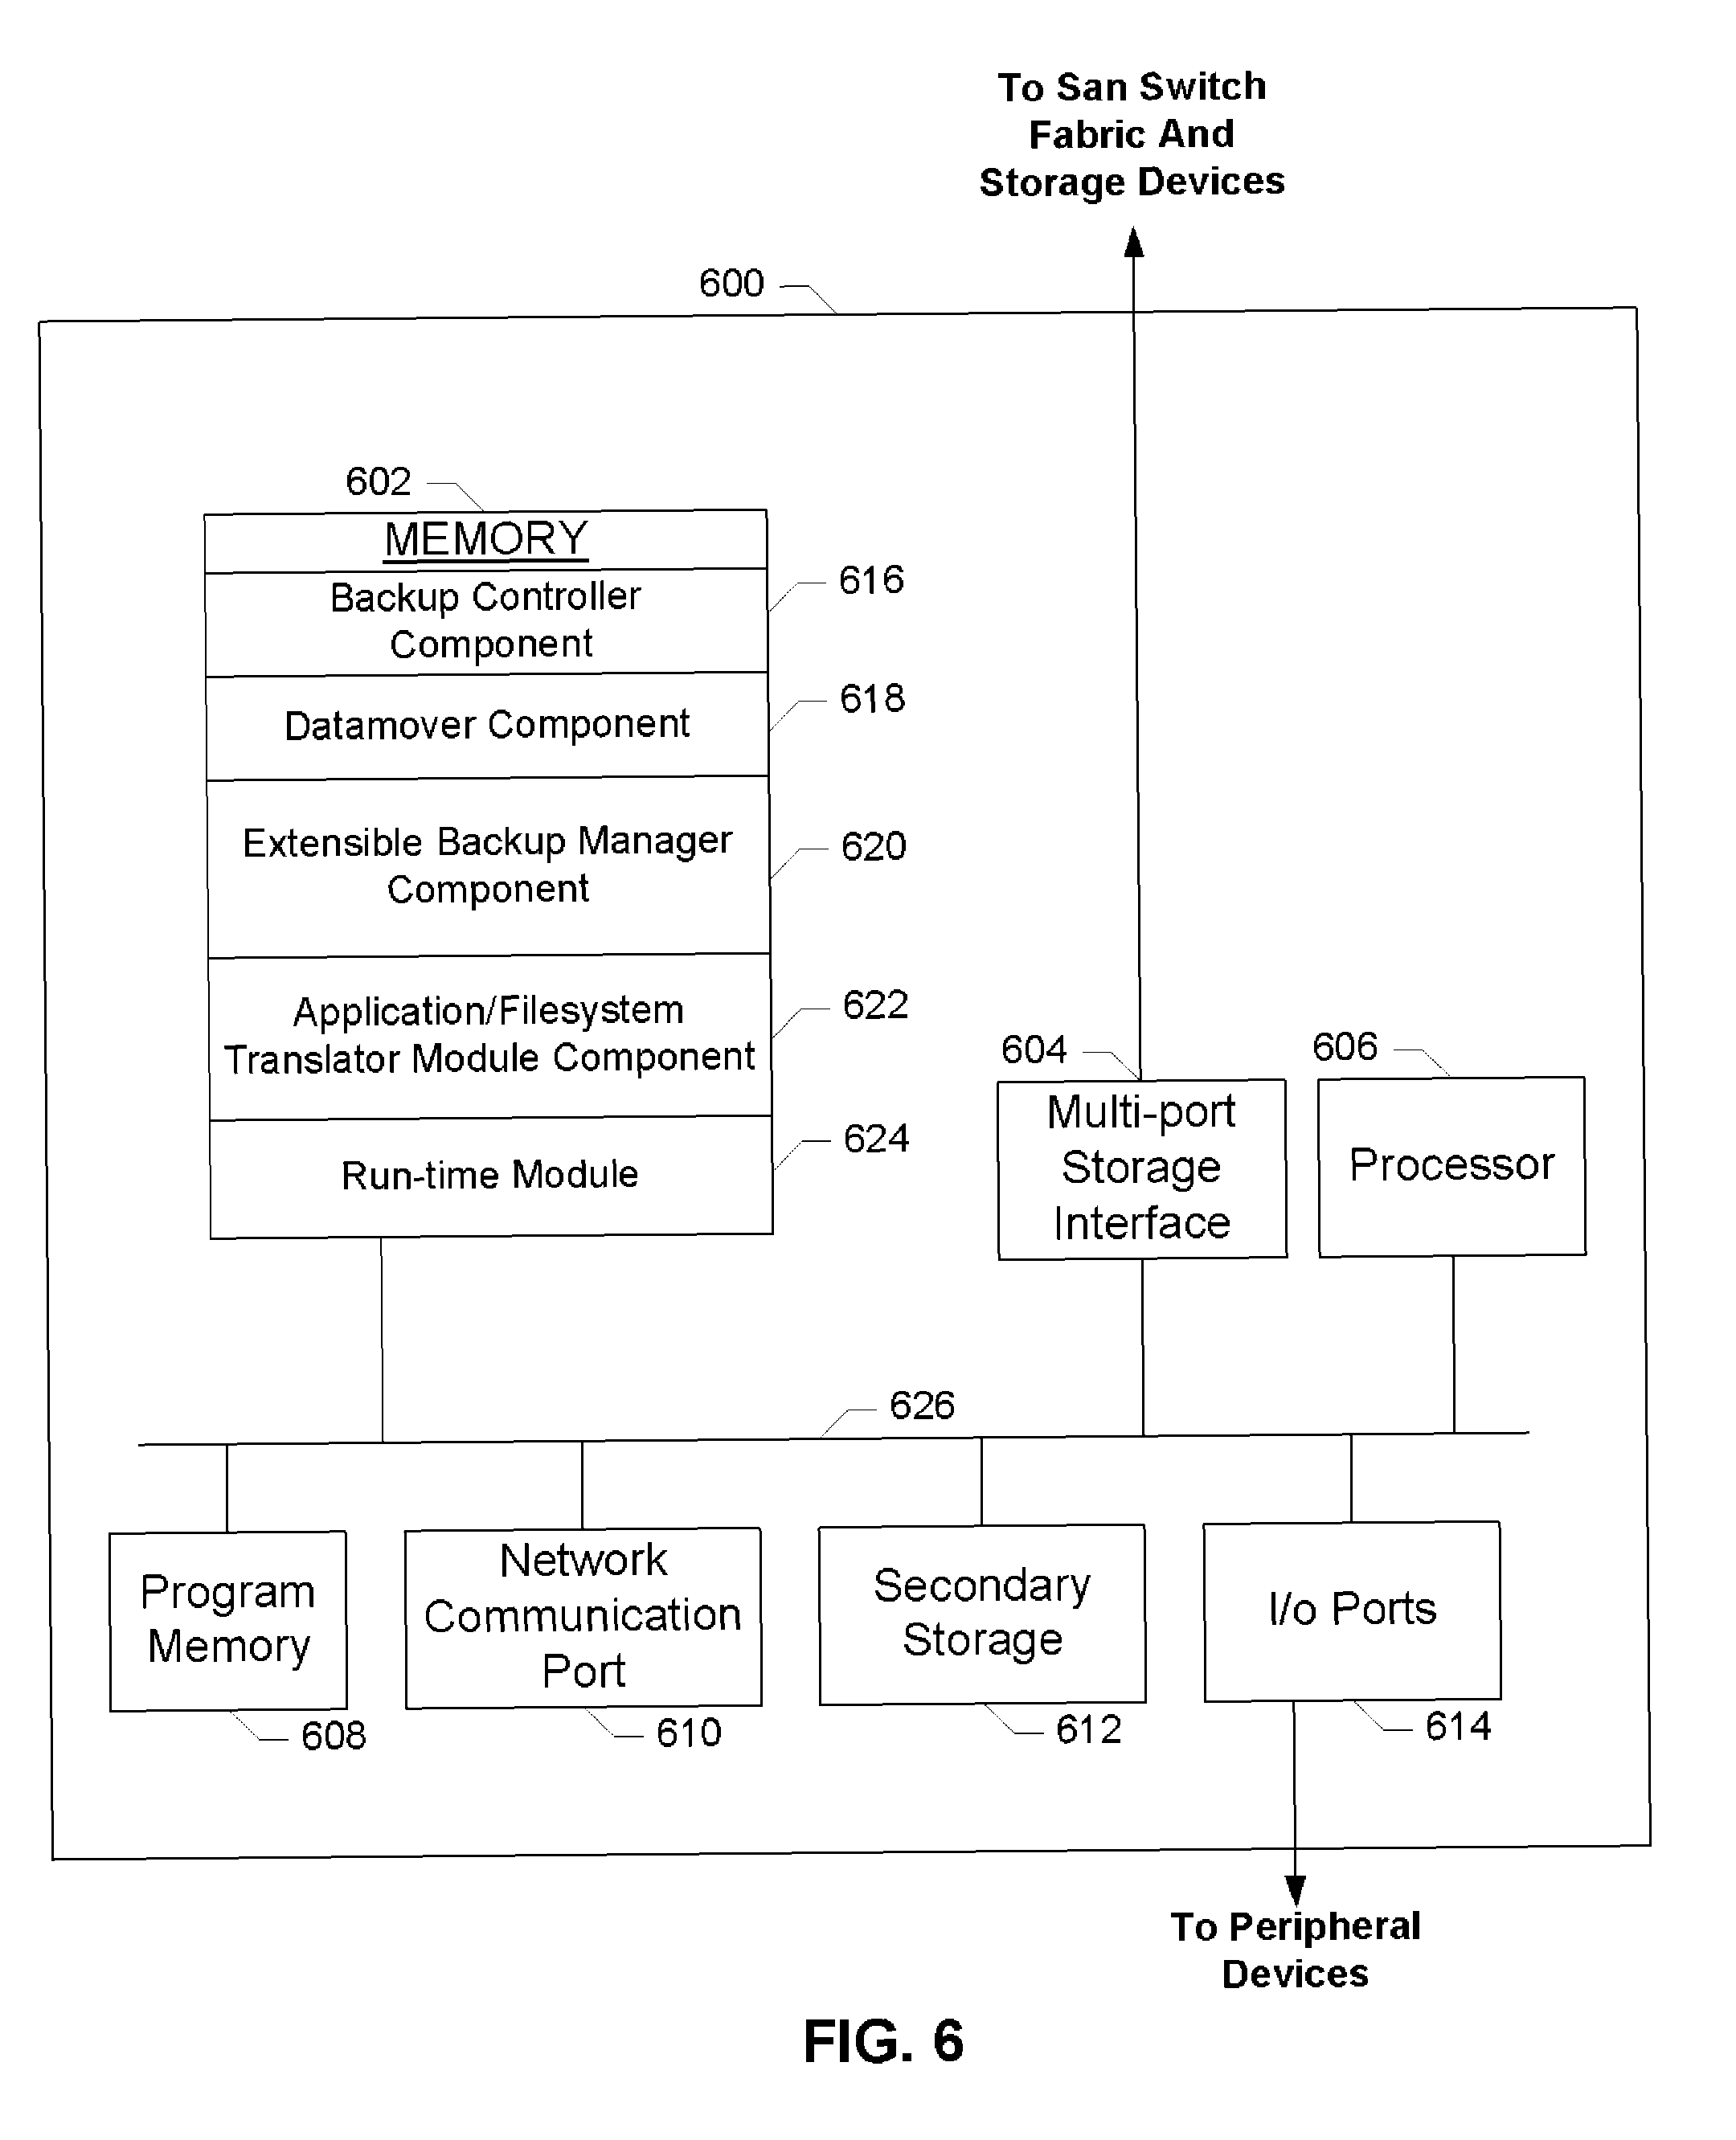 To San Switch
Fabric And
Storage Devices
600
602
MEMORY
Backup Controller
Component
616
Datamover Component
618
Extensible Backup Manager
Component
620
Application/Filesystem
Translator Module Component
622
Run-time Module
624
604
Multi-port
Storage
Interface
606
Processor
626
Program
Memory
608
Network
Communication
Port
610
Secondary
Storage
612
I/o Ports
614
To Peripheral
Devices
FIG. 6